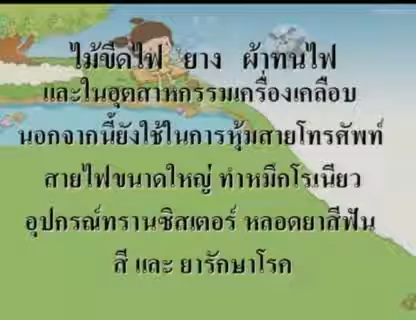 ไม้ขีดไฟ ยาง ผ้าทนไฟ
และในอุตสาหกรรมเครื่องเคลือบ
นอกจากนี้ยังใช้ในการหุ้มสายโทรศัพท์
สายไฟขนาดใหญ่ ทำหมึกโรเนียว
อุปกรณ์ทรานซิสเตอร์ หลอดยาสีฟัน
สี และ ยารักษาโรค